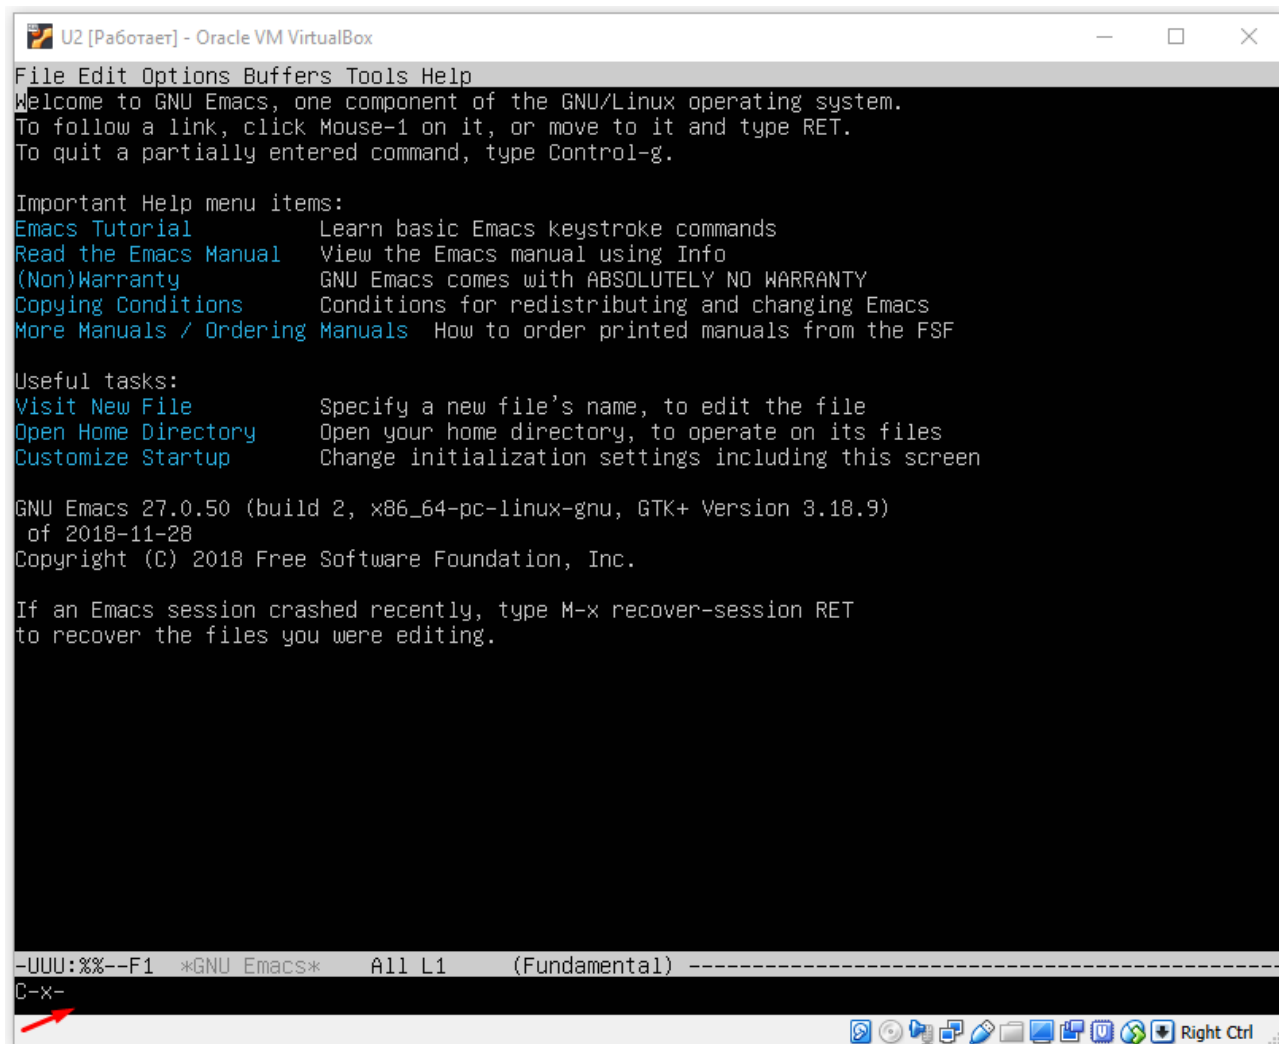 U2 [Работает] - Oracle VM VirtualBox
File Edit Options Buffers Tools Help
Welcome to GNU Emacs, one component of the GNU/Linux operating system.
To follow a link, click Mouse-1 on it, or move to it and type RET.
To quit a partially entered command, type Control-g.
Important Help menu items:
Emacs Tutorial Learn basic Emacs keystroke commands
Read the Emacs Manual View the Emacs manual using Info
(Non)Warranty GNU Emacs comes with ABSOLUTELY NO WARRANTY
Copying Conditions Conditions for redistributing and changing Emacs
More Manuals / Ordering Manuals How to order printed manuals from the FSF
Useful tasks:
Visit New File Specify a new file's name, to edit the file
Open Home Directory Open your home directory, to operate on its files
Customize Startup Change initialization settings including this screen
GNU Emacs 27.0.50 (build 2, x86_64-pc-linux-gnu, GTK+ Version 3.18.9)
of 2018-11-28
Copyright (C) 2018 Free Software Foundation, Inc.
If an Emacs session crashed recently, type M-x recover-session RET
to recover the files you were editing.
-UUU:%%--F1 *GNU Emacs* All L1 (Fundamental) -----------------------------------------------
C-x-
Right Ctrl